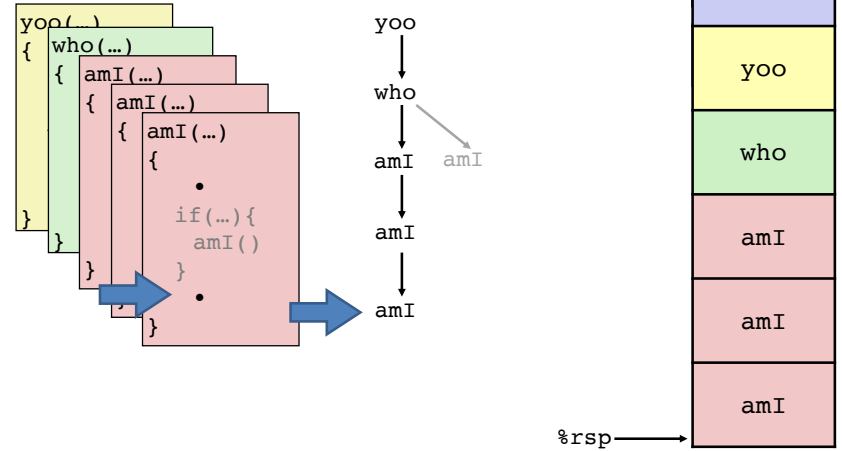 yoo(…)
{
}
who(…)
{
}
amI(…)
{
}
amI(…)
{
amI(…)
{
•
if(…){
amI()
}
•
}
yoo
who
amI amI
amI
amI
yoo
who
amI
amI
amI
%rsp